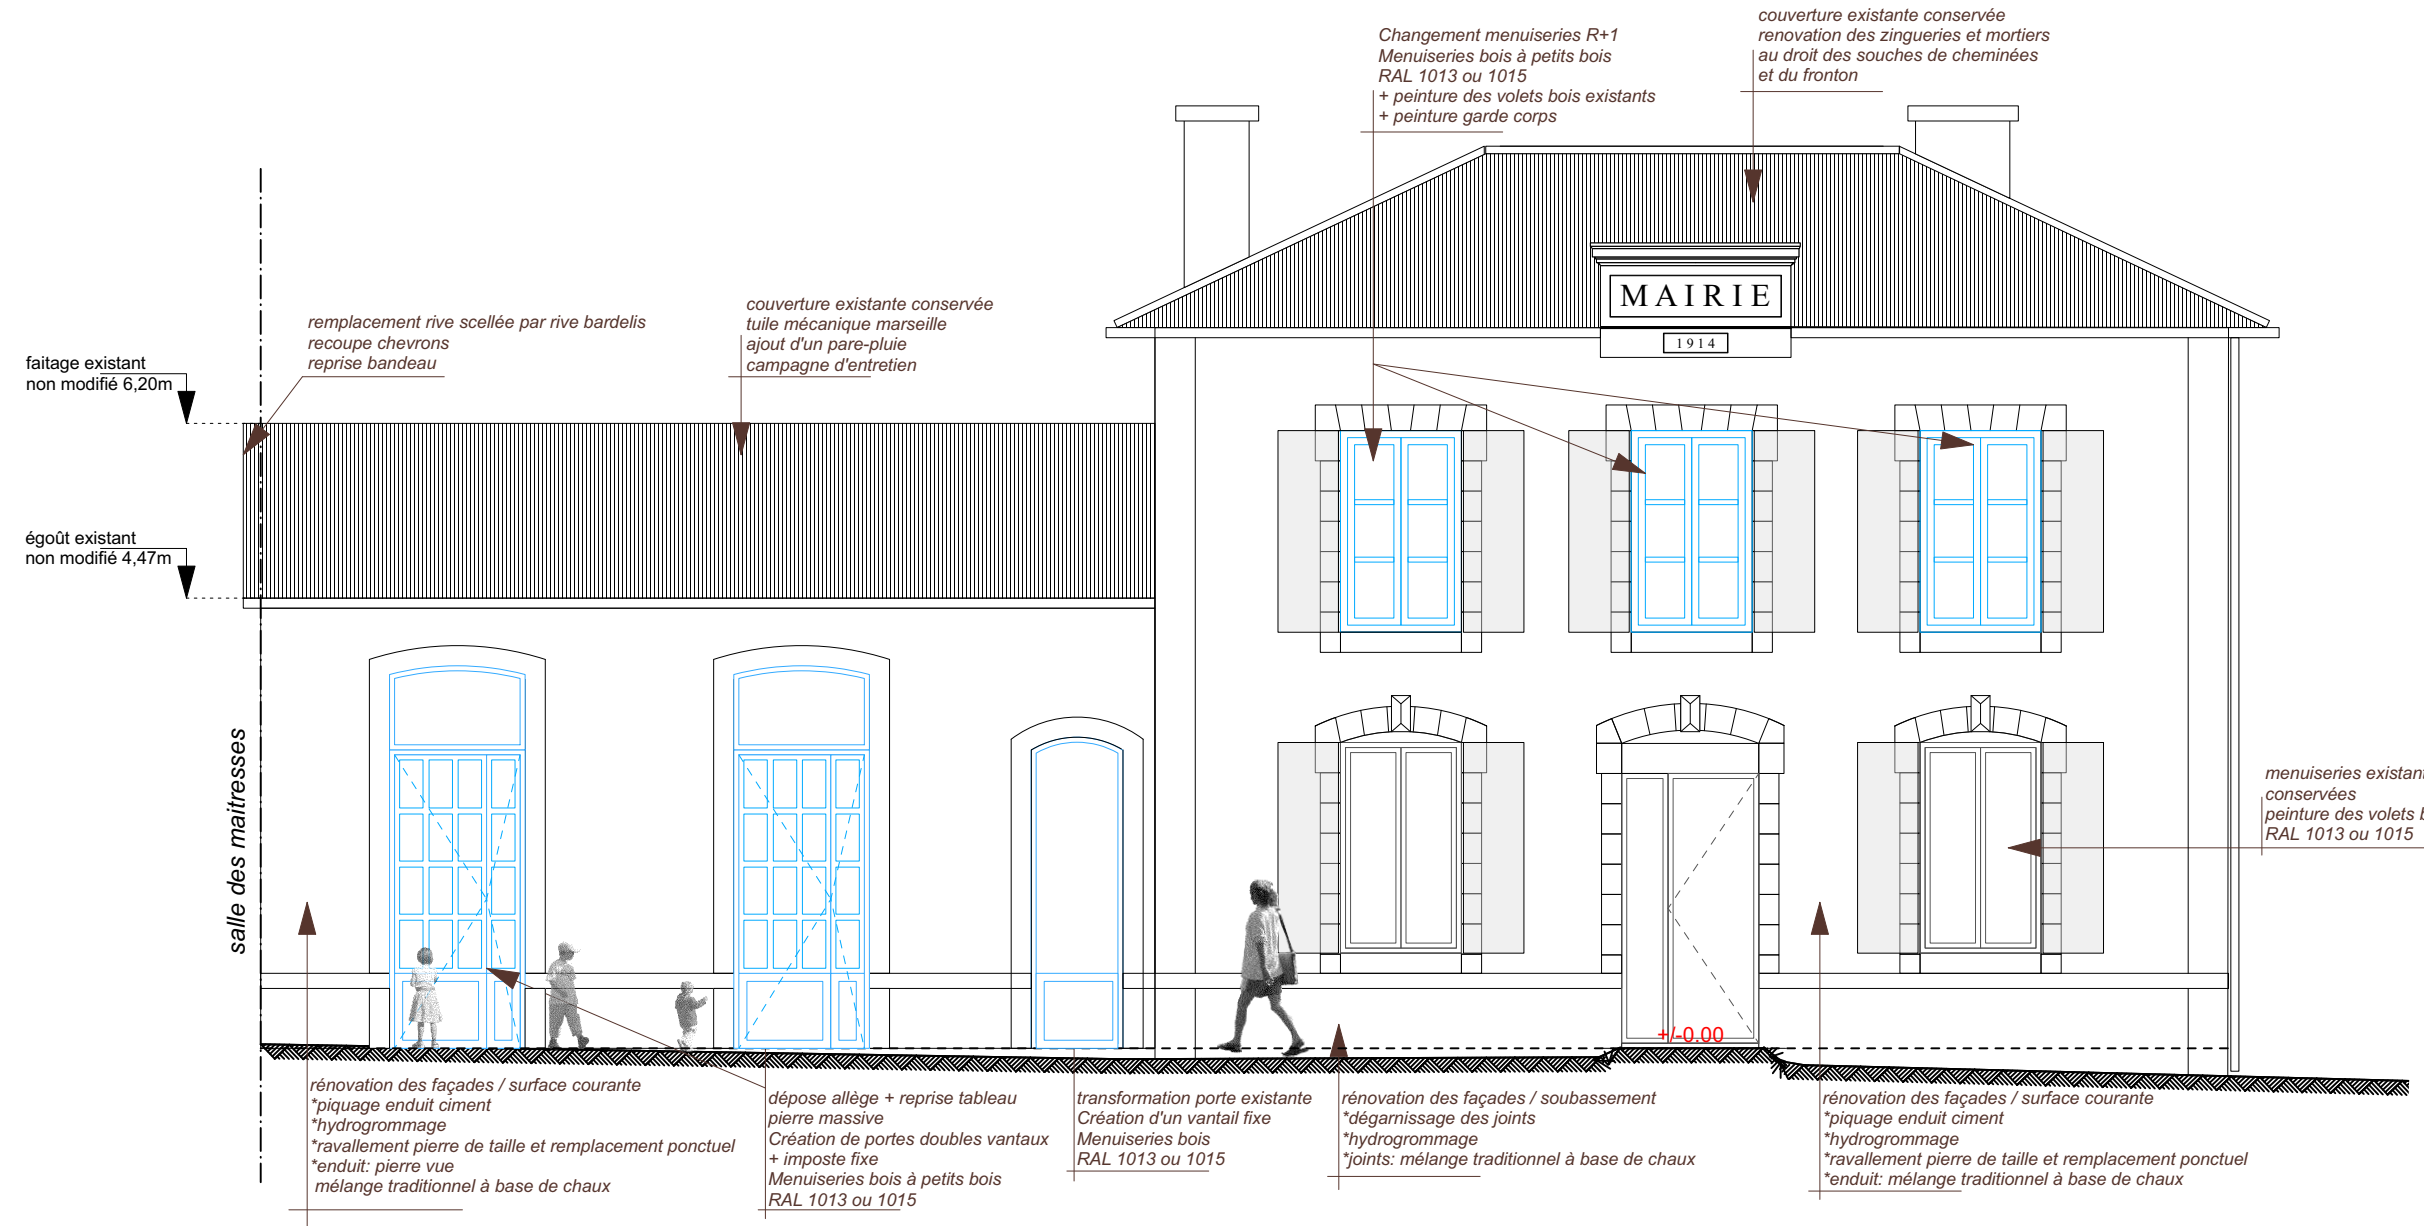 couverture existante conservée
renovation des zingueries et mortiers
au droit des souches de cheminées
et du fronton
Changement menuiseries R+1
Menuiseries bois à petits bois
RAL 1013 ou 1015
+ peinture des volets bois existants
+ peinture garde corps
MAIRIE
1914
remplacement rive scellée par rive bardelis
recoupe chevrons
reprise bandeau
couverture existante conservée
tuile mécanique marseille
ajout d'un pare-pluie
campagne d'entretien
faitage existant
non modifié 6,20m
égoût existant
non modifié 4,47m
salle des maitresses
menuiseries existant
conservées
peinture des volets b
RAL 1013 ou 1015
+/-0.00
rénovation des façades / surface courante
*piquage enduit ciment
*hydrogrommage
*ravallement pierre de taille et remplacement ponctuel
*enduit: pierre vue
mélange traditionnel à base de chaux
dépose allège + reprise tableau
pierre massive
Création de portes doubles vantaux
+ imposte fixe
Menuiseries bois à petits bois
RAL 1013 ou 1015
transformation porte existante
Création d'un vantail fixe
Menuiseries bois
RAL 1013 ou 1015
rénovation des façades / soubassement
*dégarnissage des joints
*hydrogrommage
*joints: mélange traditionnel à base de chaux
rénovation des façades / surface courante
*piquage enduit ciment
*hydrogrommage
*ravallement pierre de taille et remplacement ponctuel
*enduit: mélange traditionnel à base de chaux